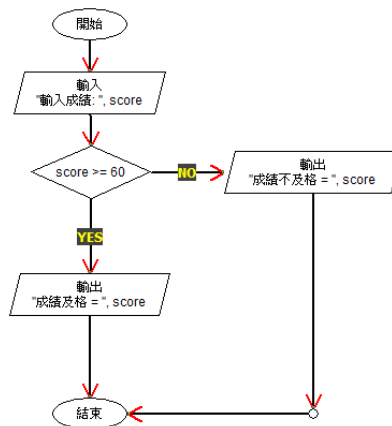 開始
輸入
"輸入成績: ", score
score >= 60
NO
輸出
"成績不及格 = ", score
YES
輸出
"成績及格 = ", score
結束